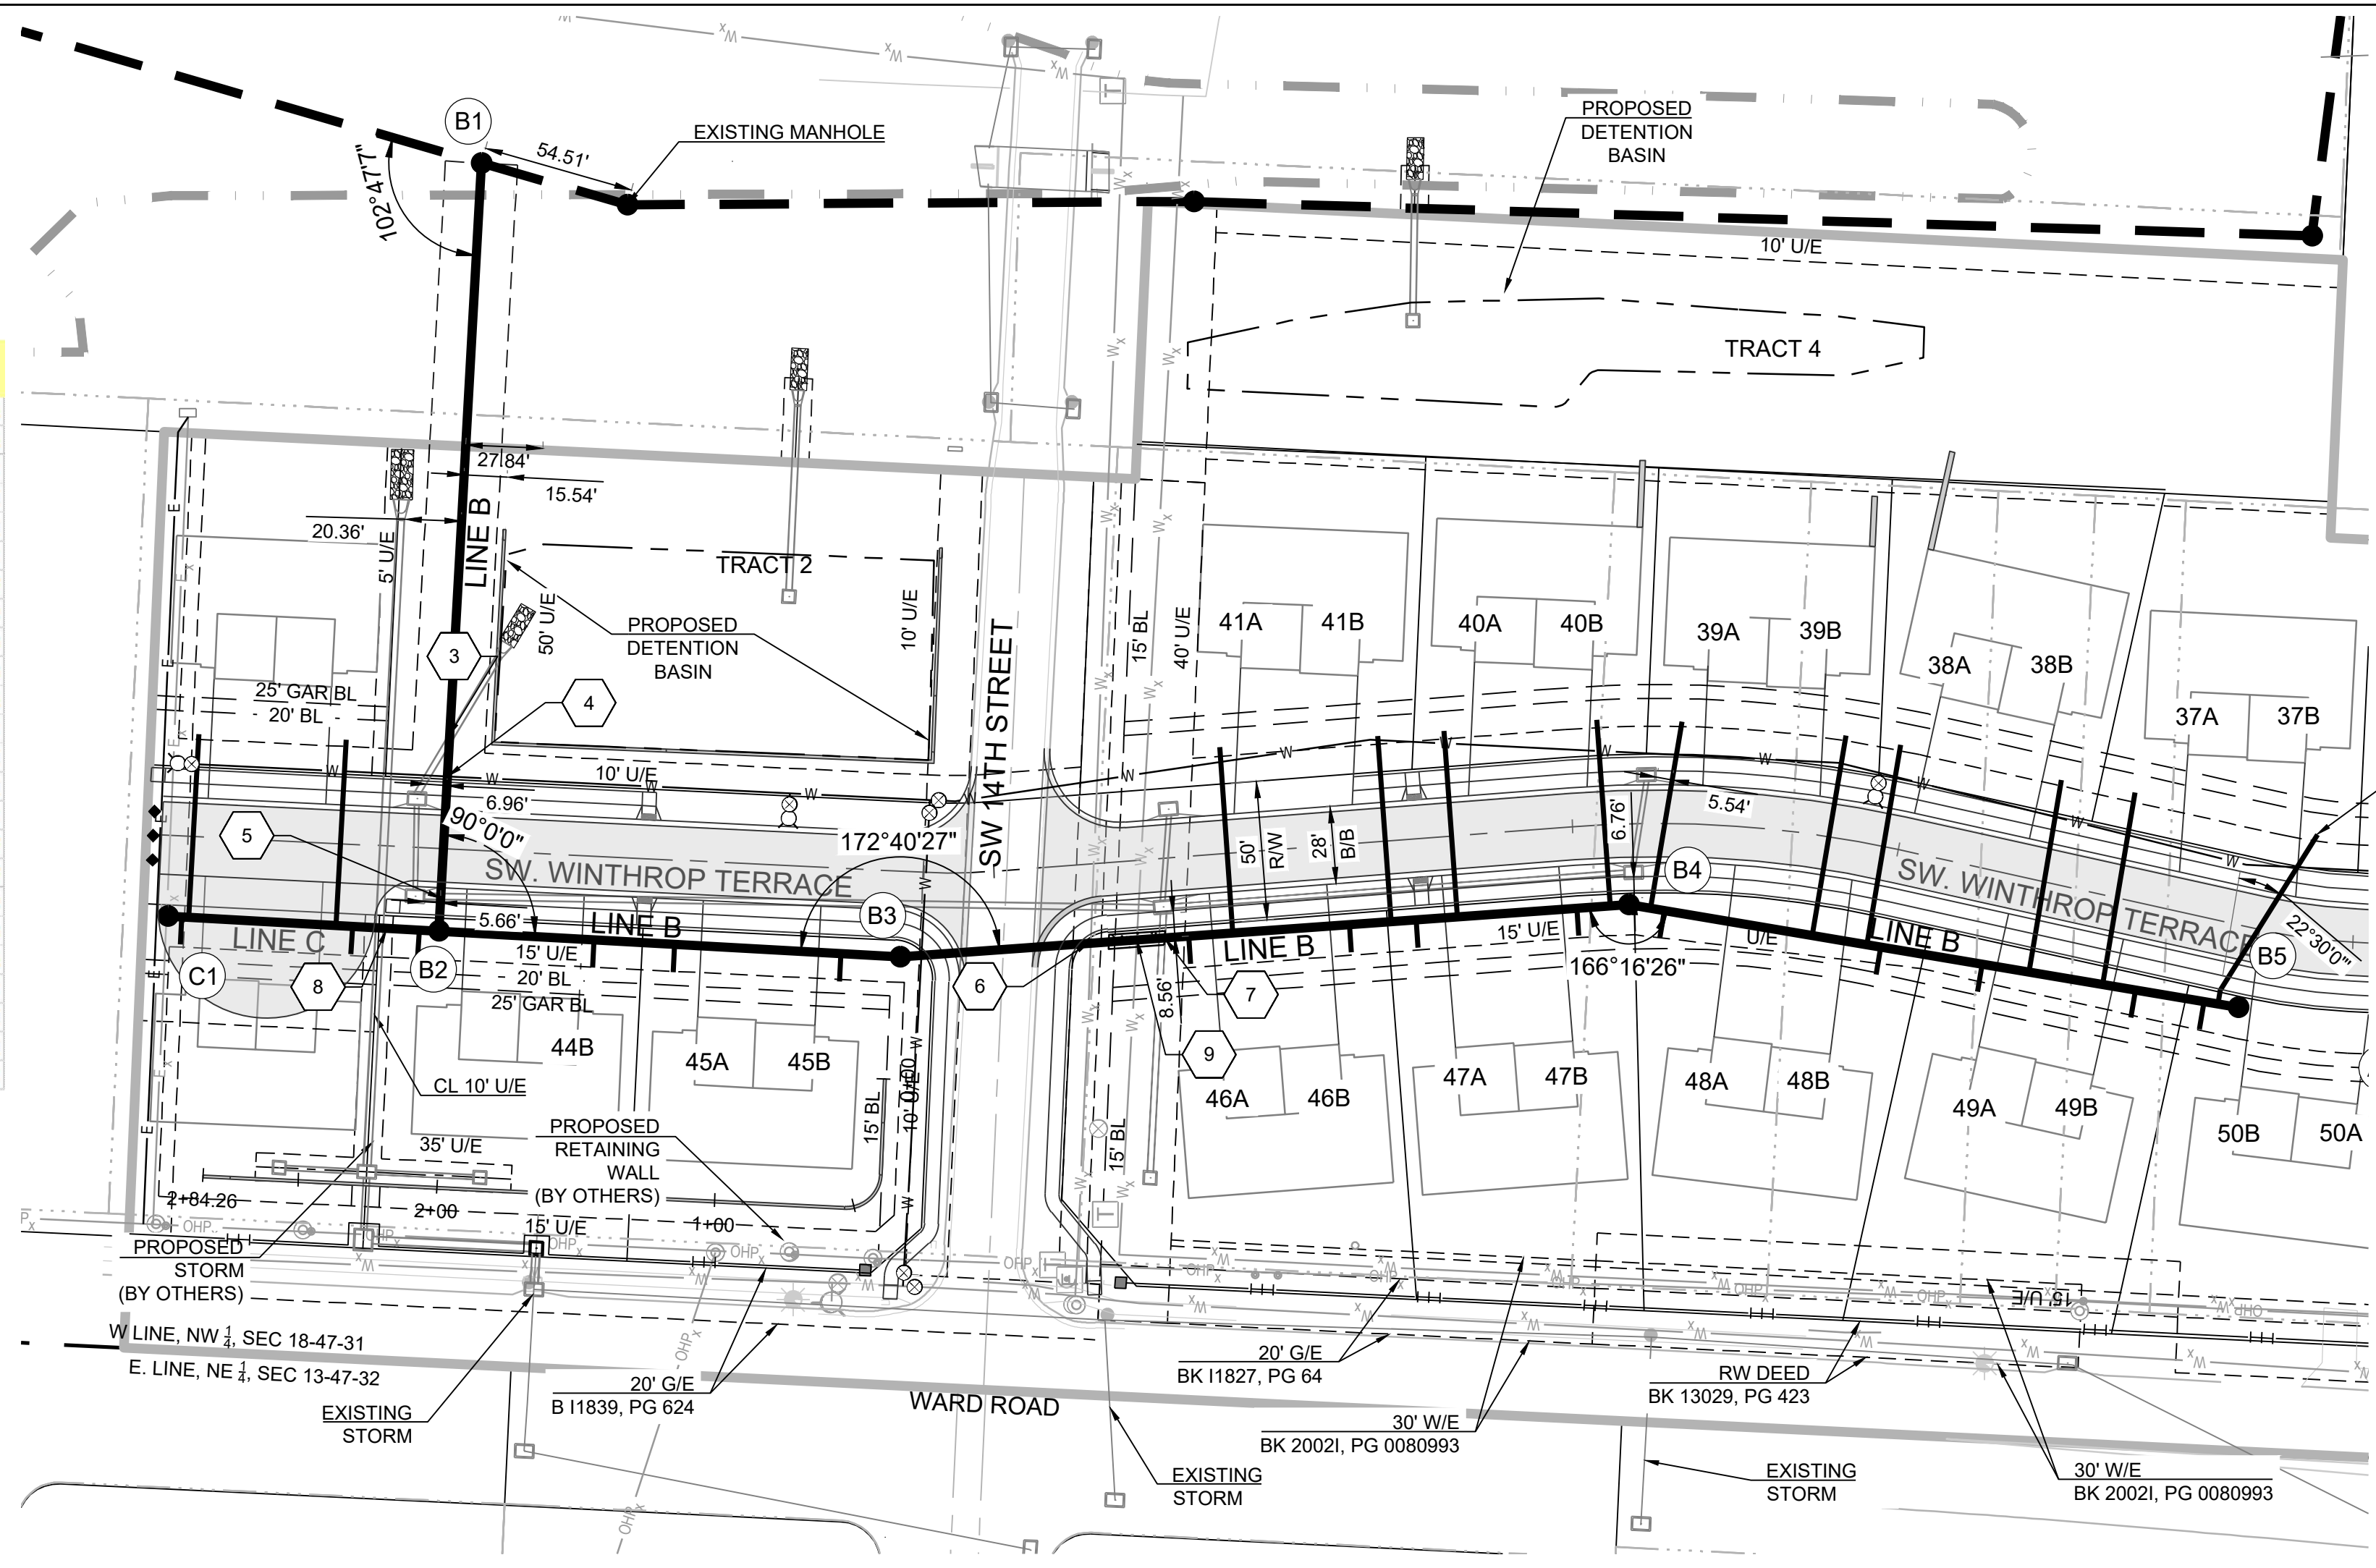 B1
54.51'
EXISTING MANHOLE
102°47'7"
PROPOSED
DETENTION
BASIN
10' U/E
TRACT 4
27.84'
15.54'
20.36'
LINE B
5' U/E
TRACT 2
50' U/E
10' U/E
PROPOSED
DETENTION
BASIN
3
4
25' GAR BL
20' BL
10' U/E
6.96'
90°0'0"
5
SW 14TH STREET
15' BL
40' U/E
41A
41B
40A
40B
39A
39B
38A
38B
37A
37B
172°40'27"
SW. WINTHROP TERRACE
50'
R/W
28'
B/B
6.76'
5.54'
B4
SW. WINTHROP TERRACE
22°30'0"
B5
B3
5.66'
LINE B
LINE C
C1
B2
8
15' U/E
20' BL
25' GAR BL
6
LINE B
7
8.56'
9
15' U/E
166°16'26"
U/E
LINE B
44B
45A
45B
46A
46B
47A
47B
48A
48B
49A
49B
50B
50A
CL 10' U/E
0+00
10' U/E
15' BL
15' BL
35' U/E
PROPOSED
RETAINING
WALL
(BY OTHERS)
2+84.26
2+00
15' U/E
1+00
PROPOSED
STORM
(BY OTHERS)
15' U/E
W LINE, NW 1/4, SEC 18-47-31
E. LINE, NE 1/4, SEC 13-47-32
EXISTING
STORM
20' G/E
B I1839, PG 624
WARD ROAD
20' G/E
BK I1827, PG 64
30' W/E
BK 2002I, PG 0080993
RW DEED
BK 13029, PG 423
EXISTING
STORM
EXISTING
STORM
30' W/E
BK 2002I, PG 0080993